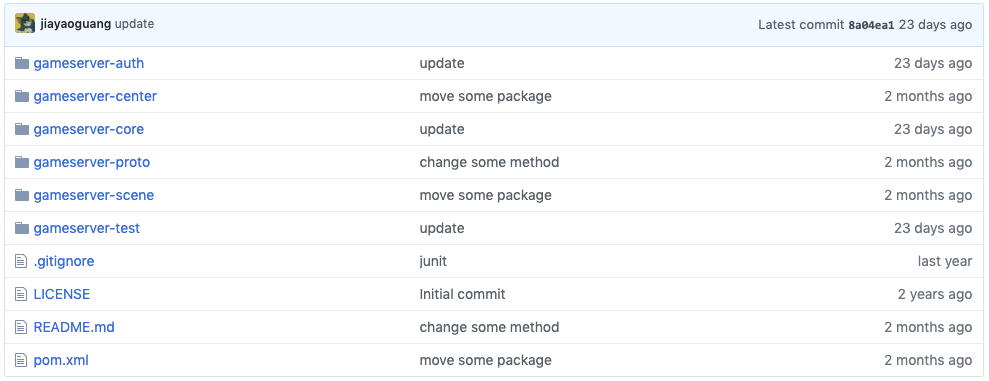 jiayaoguang update Latest commit 8a04ea1 23 days ago
gameserver-auth update 23 days ago
gameserver-center move some package 2 months ago
gameserver-core update 23 days ago
gameserver-proto change some method 2 months ago
gameserver-scene move some package 2 months ago
gameserver-test update 23 days ago
.gitignore junit last year
LICENSE Initial commit 2 years ago
README.md change some method 2 months ago
pom.xml move some package 2 months ago